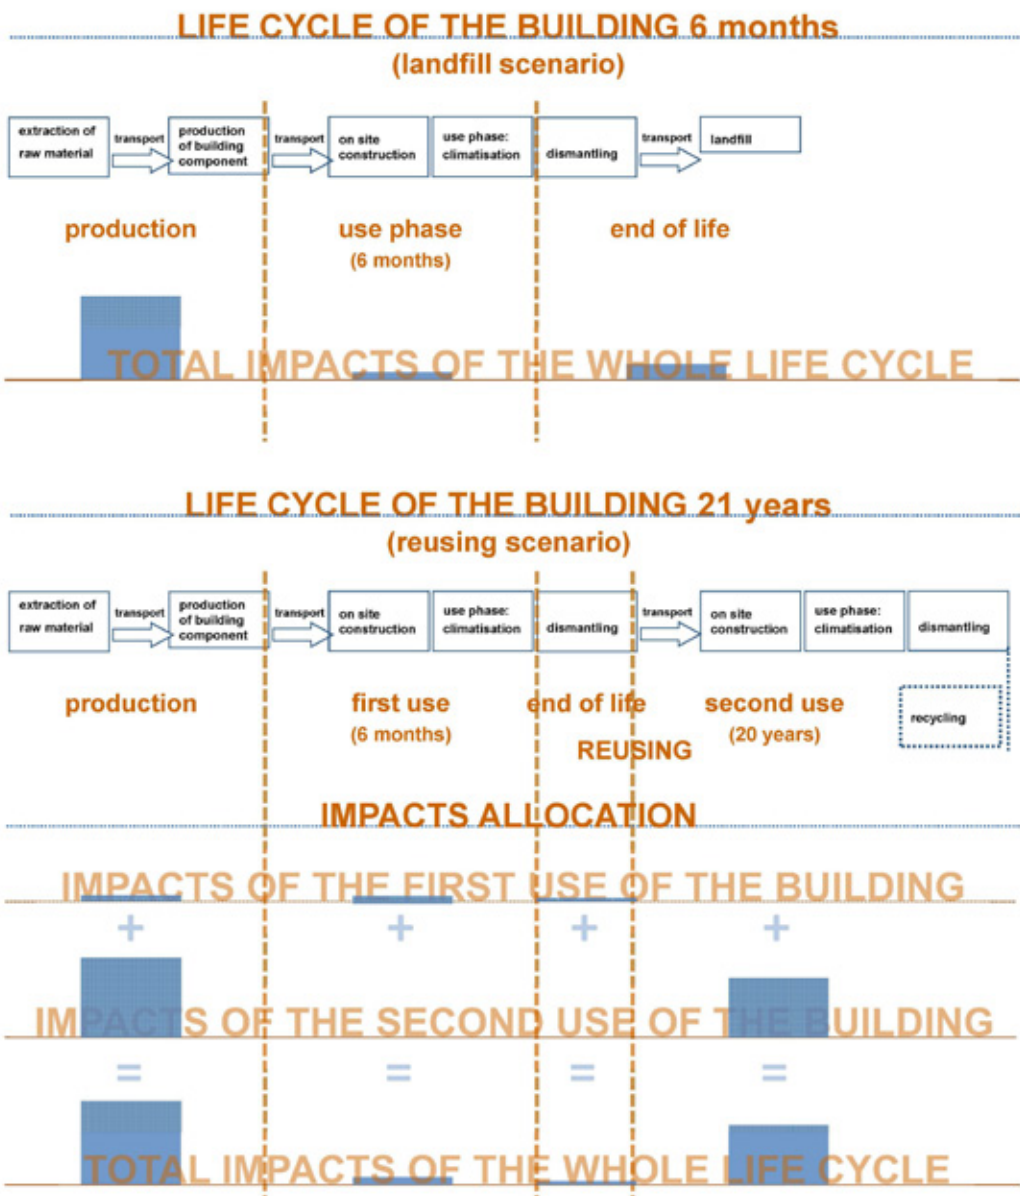 LIFE CYCLE OF THE BUILDING 6 months
(landfill scenario)
extraction of
raw material
transport
production
of building
component
transport
on site
construction
use phase:
climatisation
dismantling
transport
landfill
production
use phase
(6 months)
end of life
TOTAL IMPACTS OF THE WHOLE LIFE CYCLE
LIFE CYCLE OF THE BUILDING 21 years
(reusing scenario)
extraction of
raw material
transport
production
of building
component
transport
on site
construction
use phase:
climatisation
dismantling
transport
on site
construction
use phase:
climatisation
dismantling
production
first use
(6 months)
end of life
REUSING
second use
(20 years)
recycling
IMPACTS ALLOCATION
IMPACTS OF THE FIRST USE OF THE BUILDING
+ + + +
IMPACTS OF THE SECOND USE OF THE BUILDING
= = = =
TOTAL IMPACTS OF THE WHOLE LIFE CYCLE